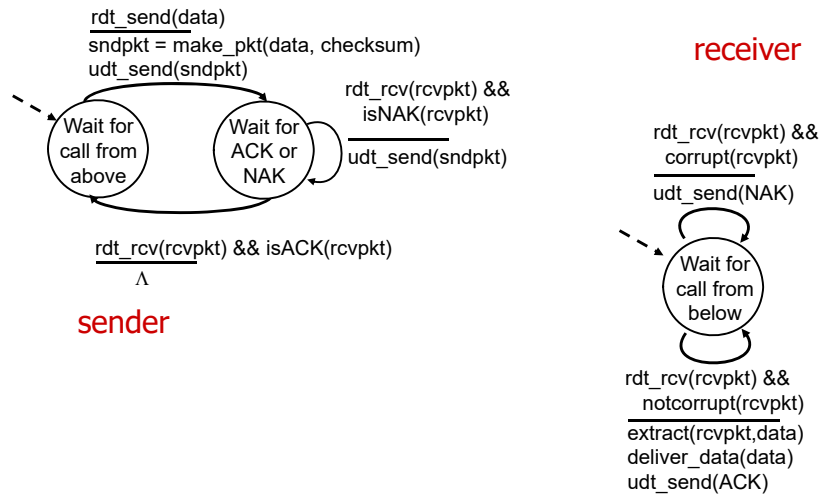 rdt_send(data)
sndpkt = make_pkt(data, checksum)
udt_send(sndpkt)
Wait for
call from
above
Wait for
ACK or
NAK
rdt_rcv(rcvpkt) &&
isNAK(rcvpkt)
udt_send(sndpkt)
rdt_rcv(rcvpkt) && isACK(rcvpkt)
Λ
sender
receiver
rdt_rcv(rcvpkt) &&
corrupt(rcvpkt)
udt_send(NAK)
Wait for
call from
below
rdt_rcv(rcvpkt) &&
notcorrupt(rcvpkt)
extract(rcvpkt,data)
deliver_data(data)
udt_send(ACK)